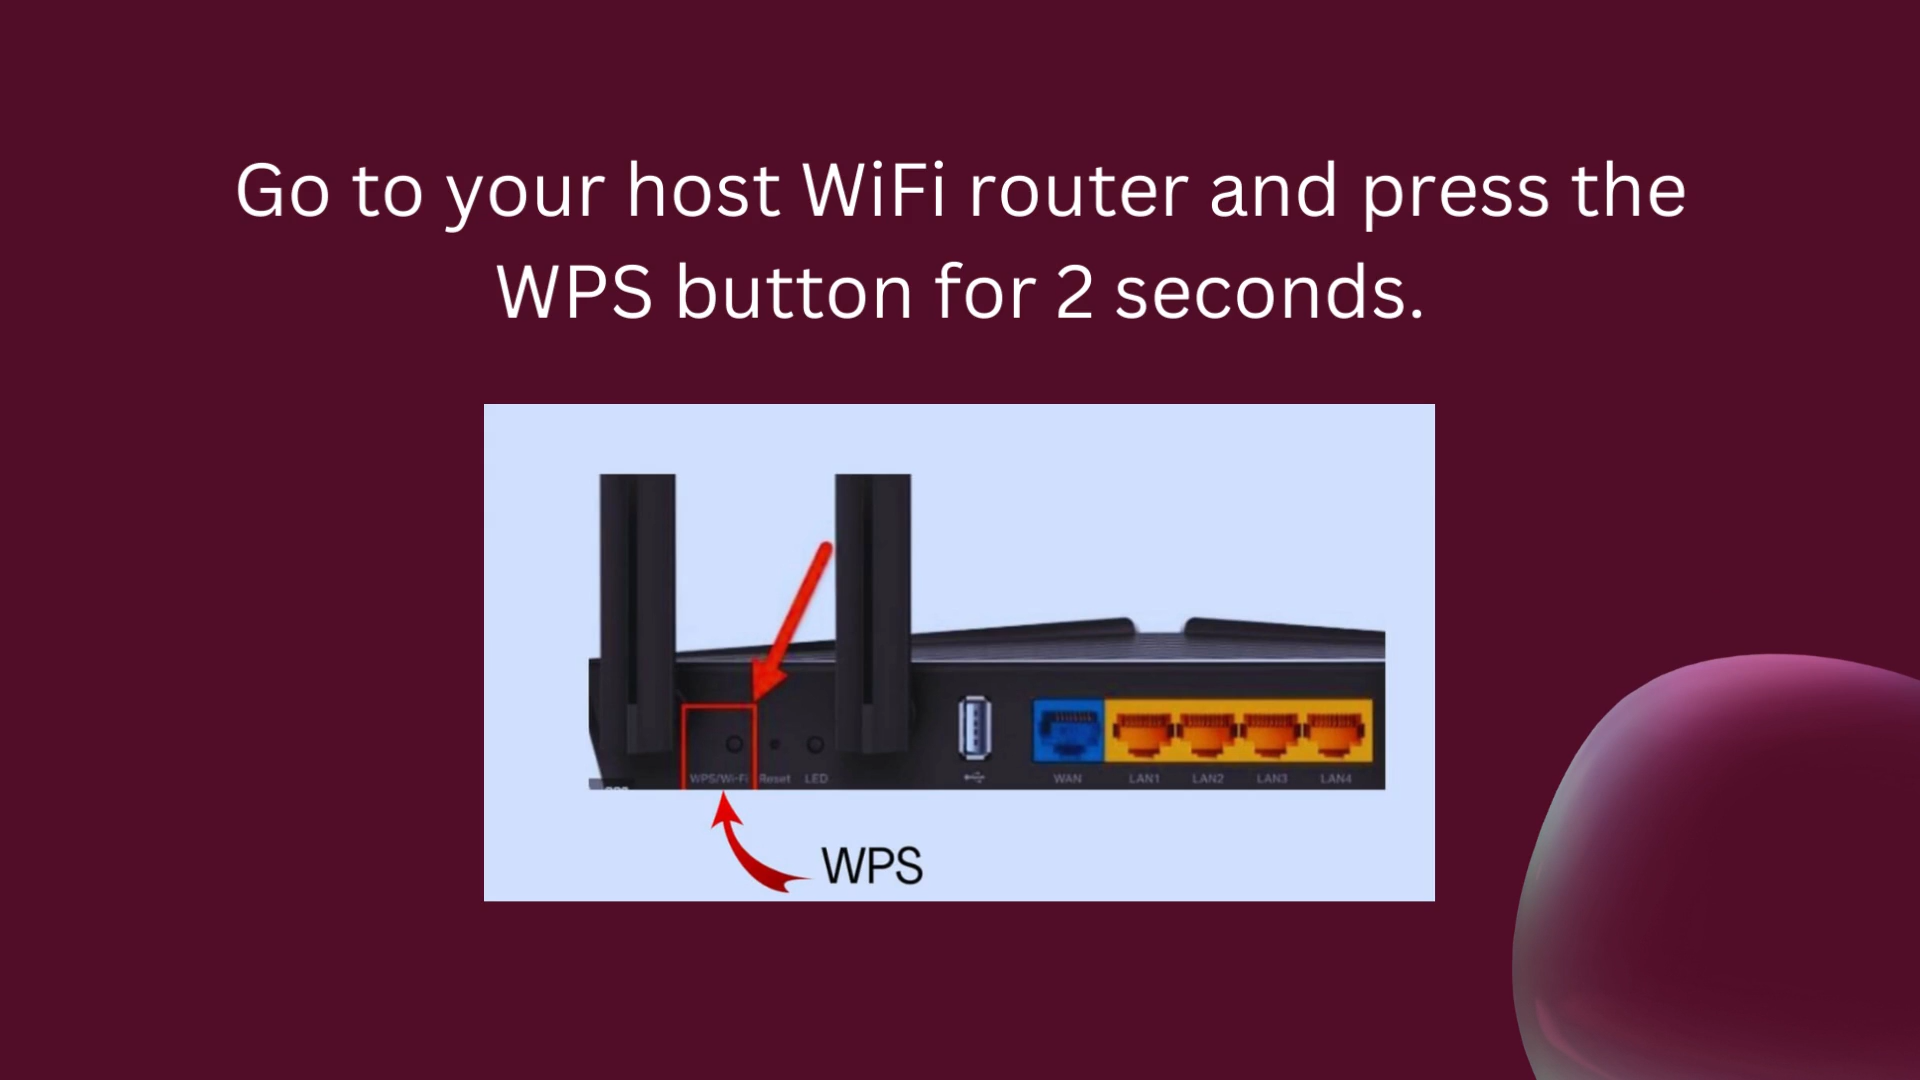 Go to your host WiFi router and press the
WPS button for 2 seconds.
WPS/Wi-Fi Reset LED WAN LAN1 LAN2 LAN3 LAN4
WPS